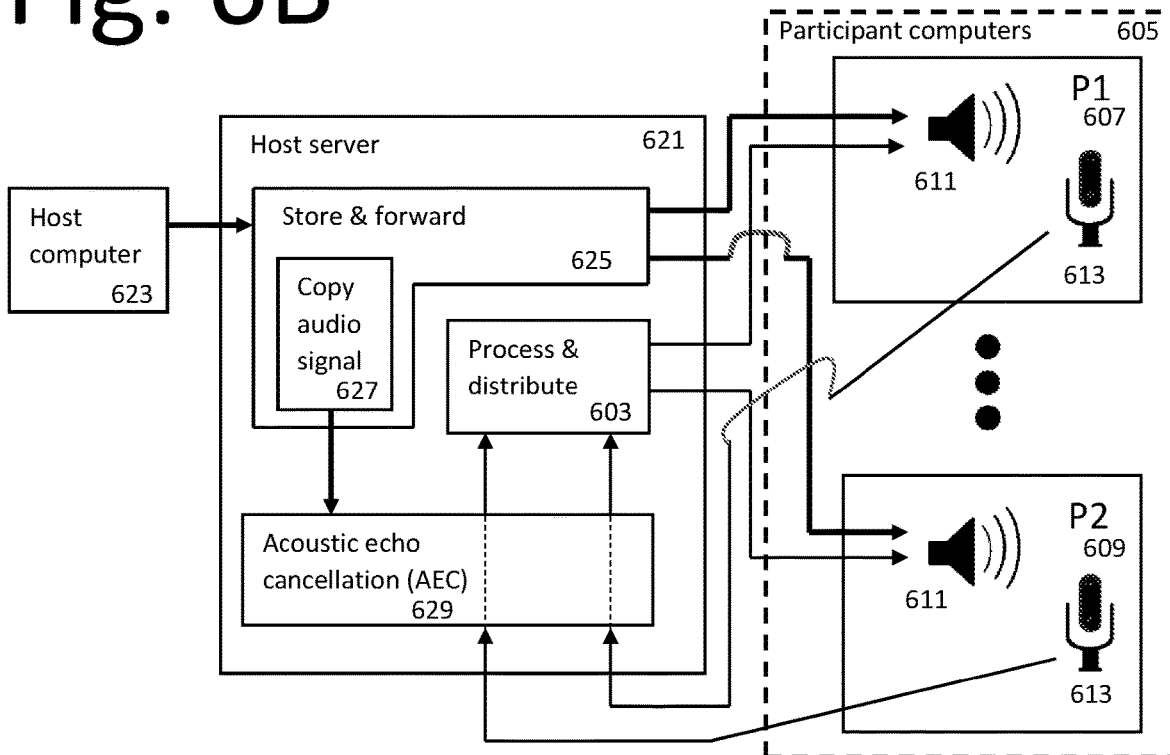 Fig. 6B
Participant computers 605
P1
607
611
613
Host server 621
Host
computer
623
Store & forward
625
Copy
audio
signal
627
Process &
distribute
603
Acoustic echo
cancellation (AEC)
629
P2
609
611
613